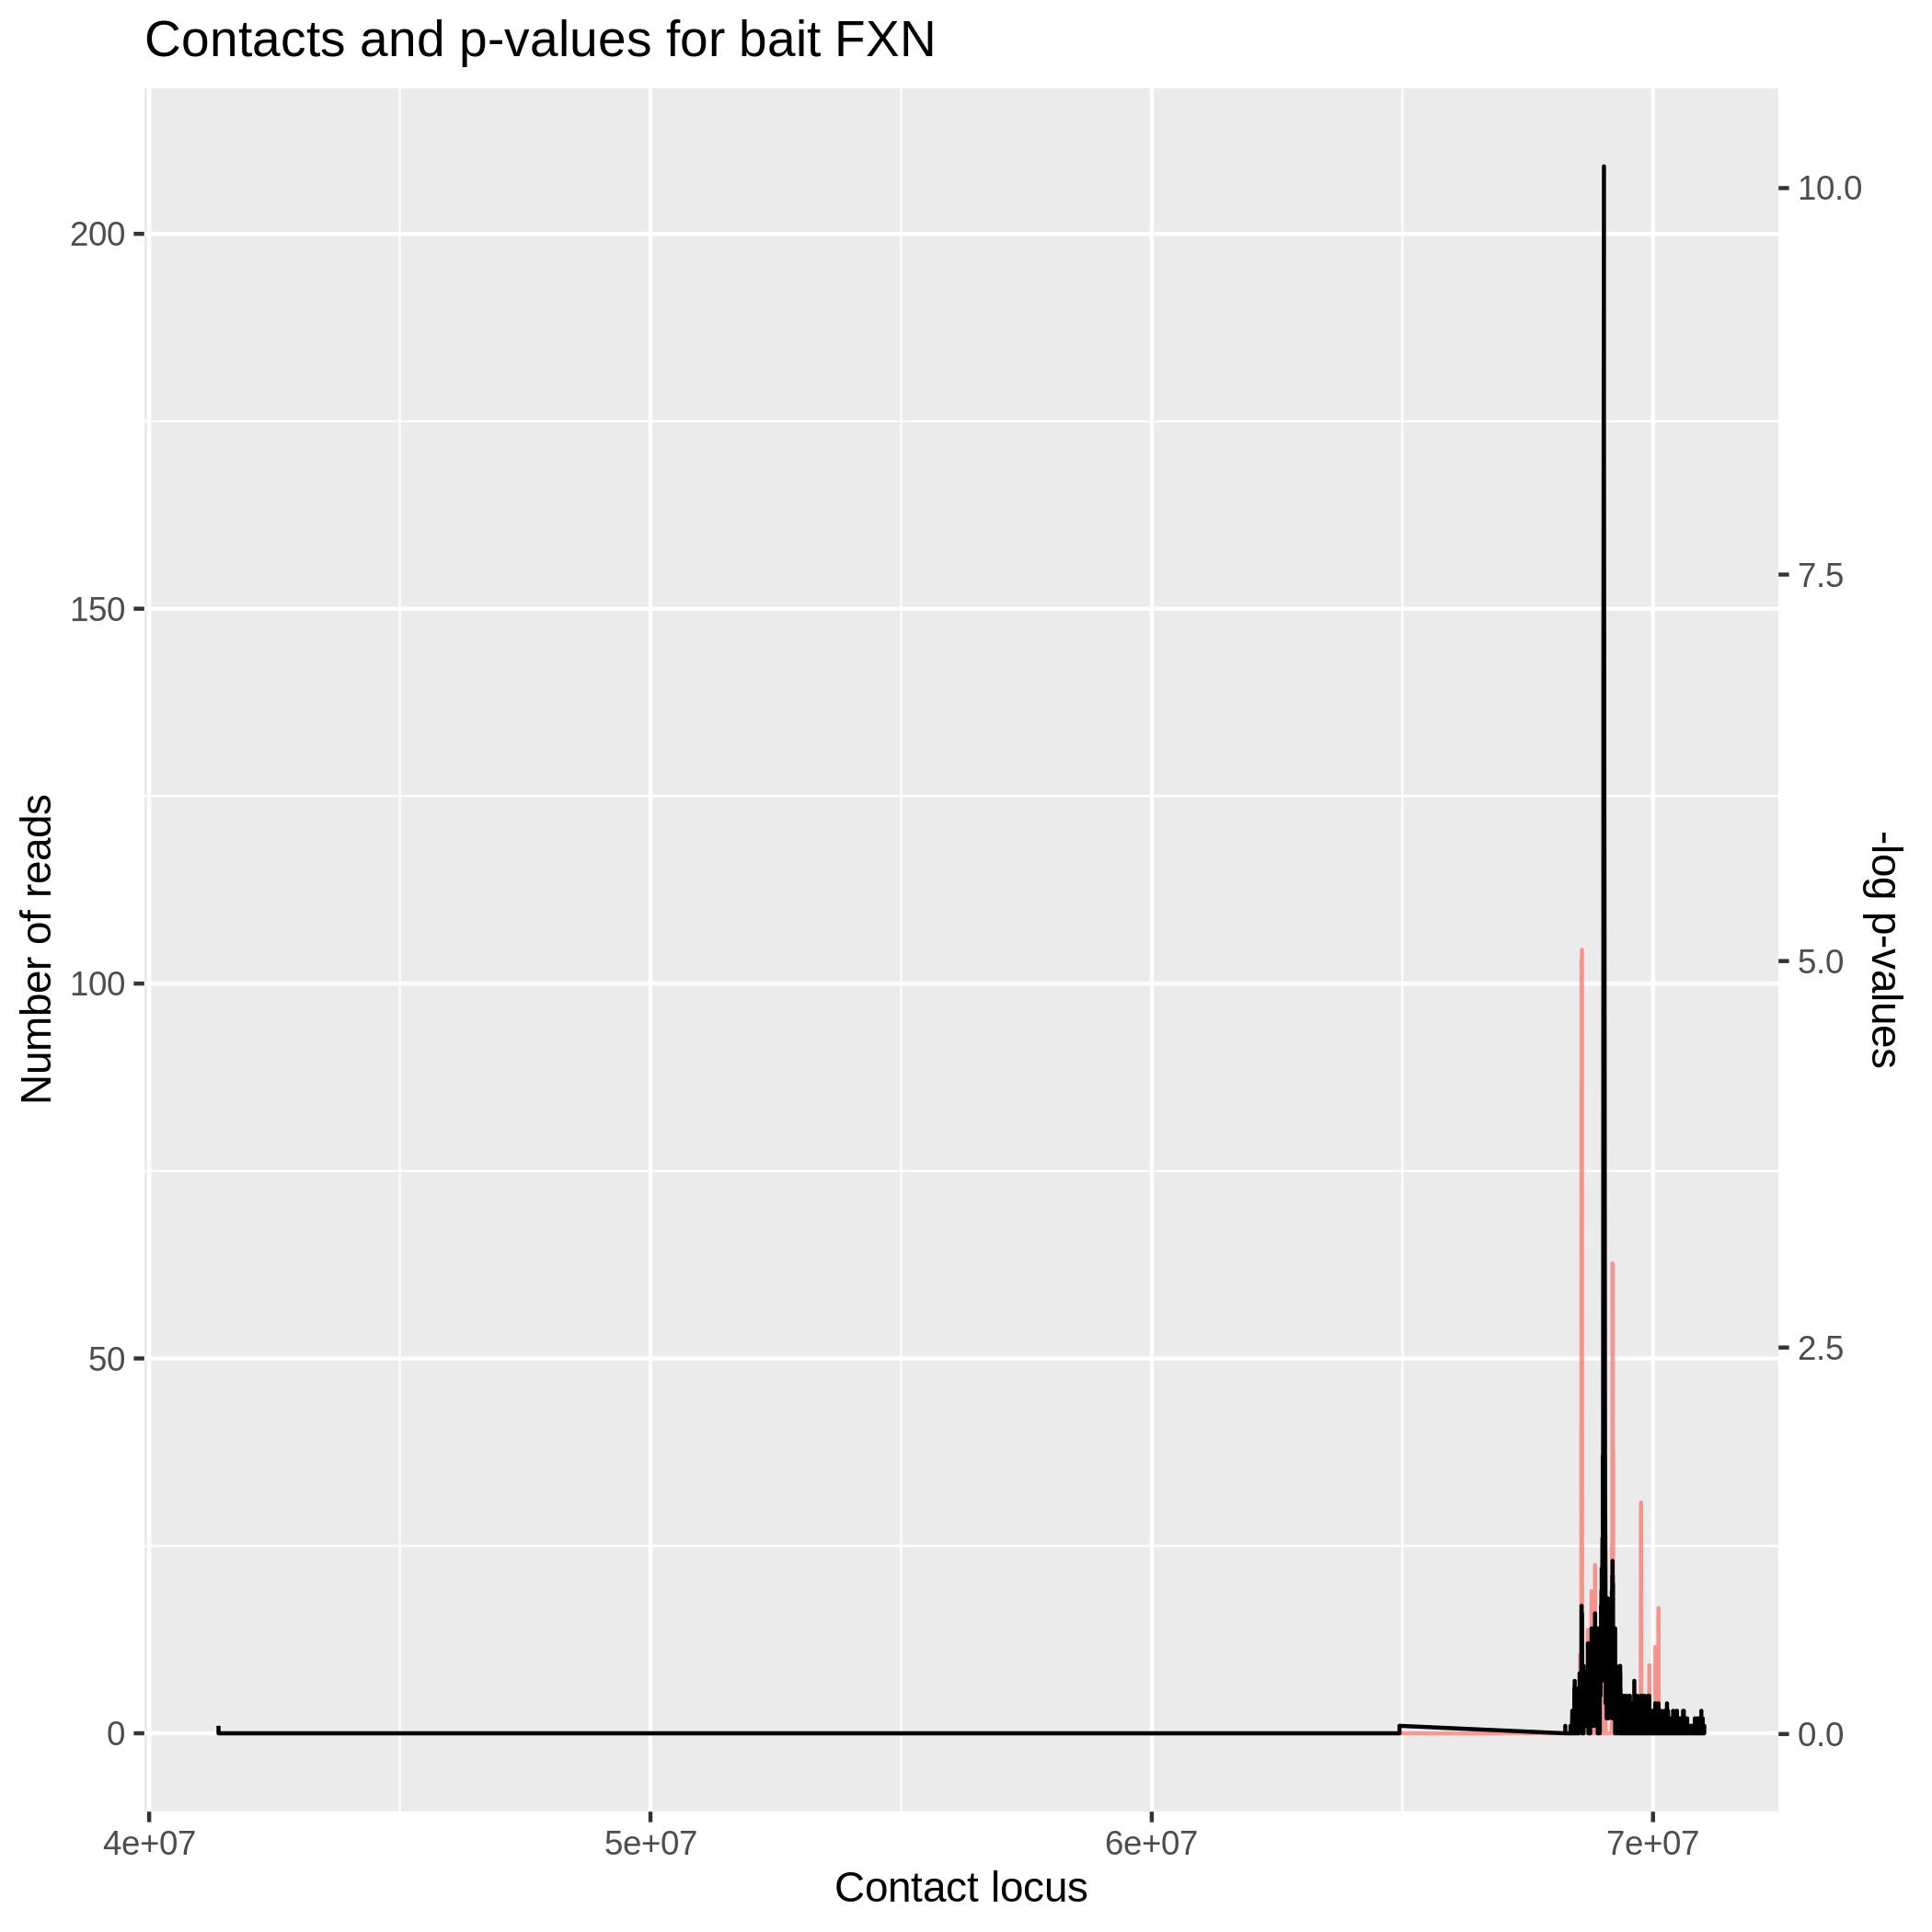 Contacts and p-values for bait FXN
200
150
100
50
0
Number of reads
10.0
7.5
5.0
2.5
0.0
-log p-values
4e+07
5e+07
6e+07
7e+07
Contact locus